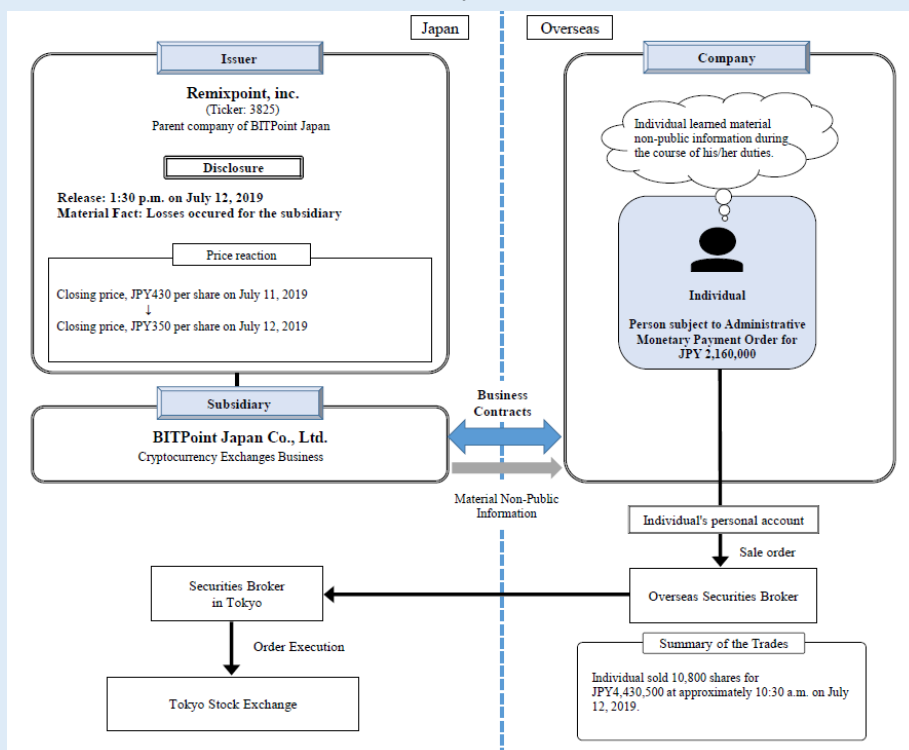 Japan
Overseas
Issuer
Remixpoint, inc.
(Ticker: 3825)
Parent company of BITPoint Japan
Disclosure
Release: 1:30 p.m. on July 12, 2019
Material Fact: Losses occured for the subsidiary
Price reaction
Closing price, JPY430 per share on July 11, 2019
↓
Closing price, JPY350 per share on July 12, 2019
Subsidiary
BITPoint Japan Co., Ltd.
Cryptocurrency Exchanges Business
Business
Contracts
Material Non-Public
Information
Company
Individual learned material
non-public information during
the course of his/her duties.
Individual
Person subject to Administrative
Monetary Payment Order for
JPY 2,160,000
Individual's personal account
Sale order
Overseas Securities Broker
Securities Broker
in Tokyo
Order Execution
Tokyo Stock Exchange
Summary of the Trades
Individual sold 10,800 shares for
JPY4,430,500 at approximately 10:30 a.m. on July
12, 2019.